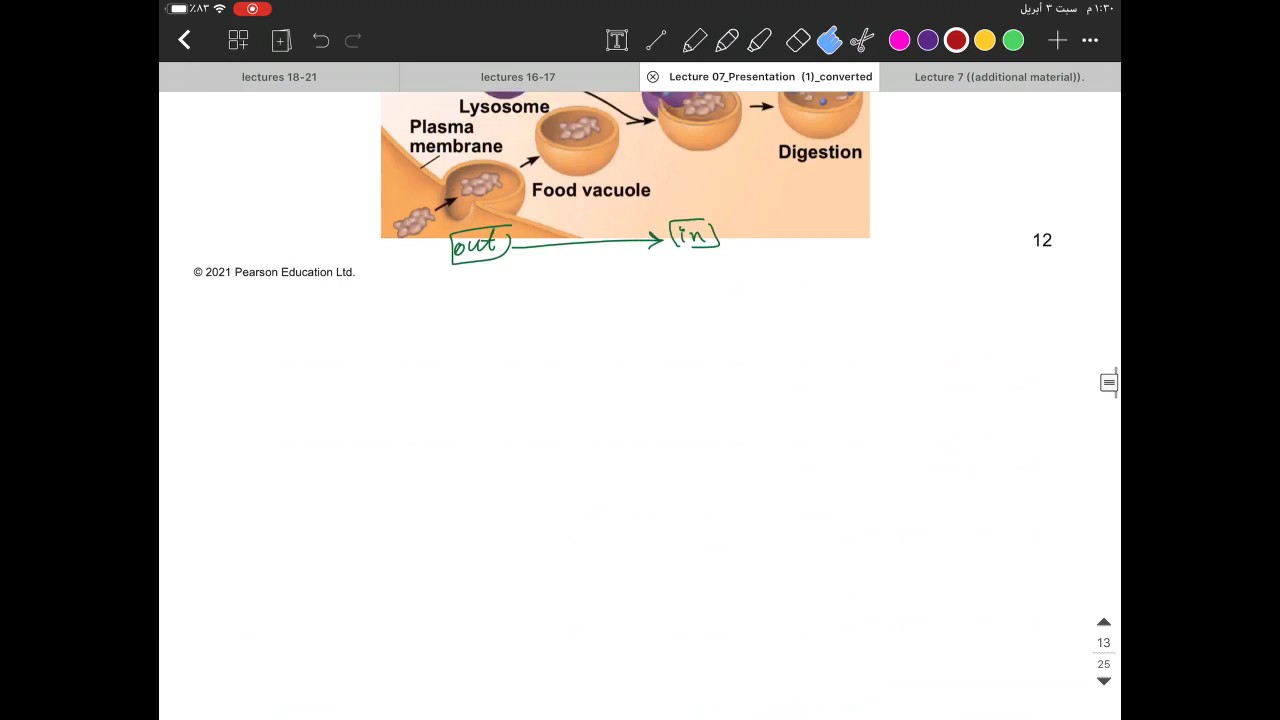 ٪٨٣
١:٣٠ م سبت ٣ أبريل
lectures 18-21
lectures 16-17
Lecture 07_Presentation (1)_converted
Lecture 7 ((additional material)).
Lysosome
Plasma
membrane
Food vacuole
Digestion
out
in
12
© 2021 Pearson Education Ltd.
13
25